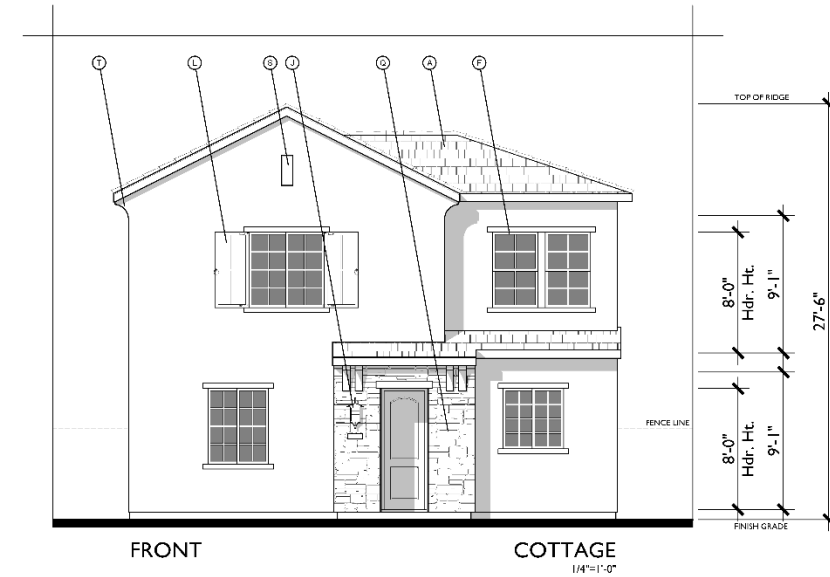 T L S J Q A F
TOP OF RIDGE
8'-0"
Hdr. Ht.
9'-1"
27'-6"
FENCE LINE
8'-0"
Hdr. Ht.
9'-1"
FINISH GRADE
FRONT
COTTAGE
1/4"=1'-0"